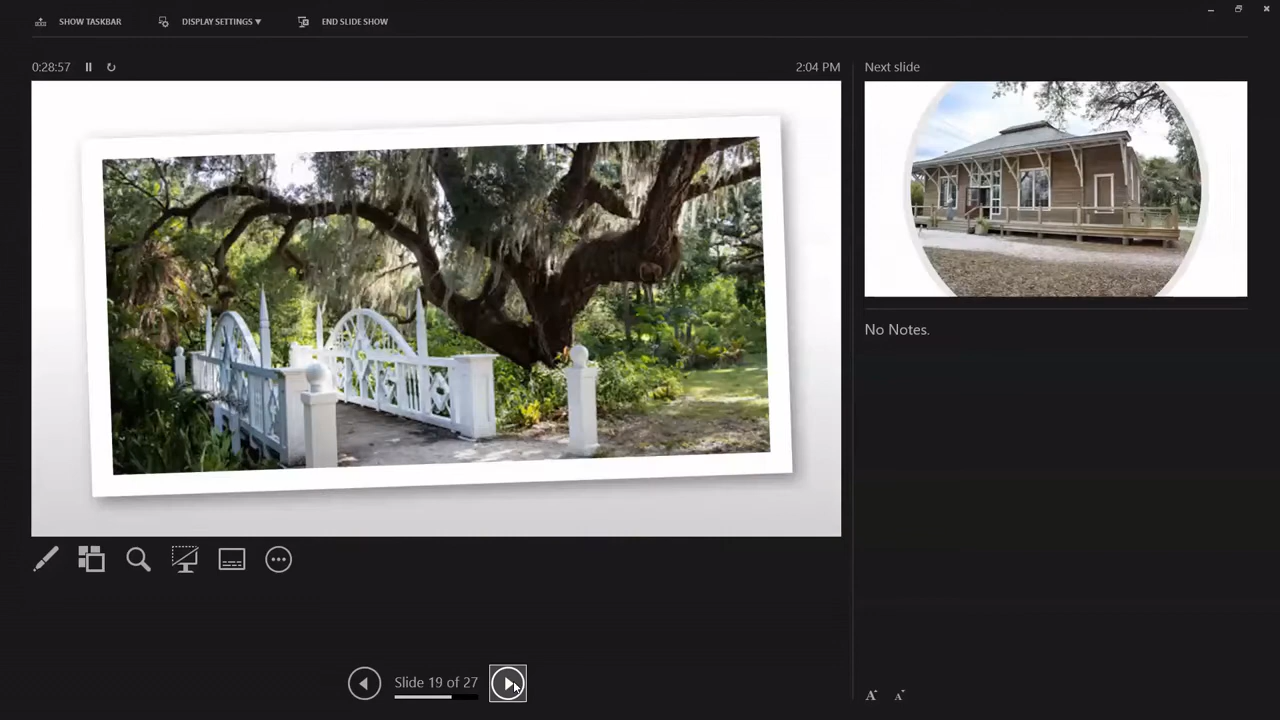 SHOW TASKBAR DISPLAY SETTINGS ▼ END SLIDE SHOW
0:28:57 2:04 PM
Next slide
No Notes.
Slide 19 of 27
A A